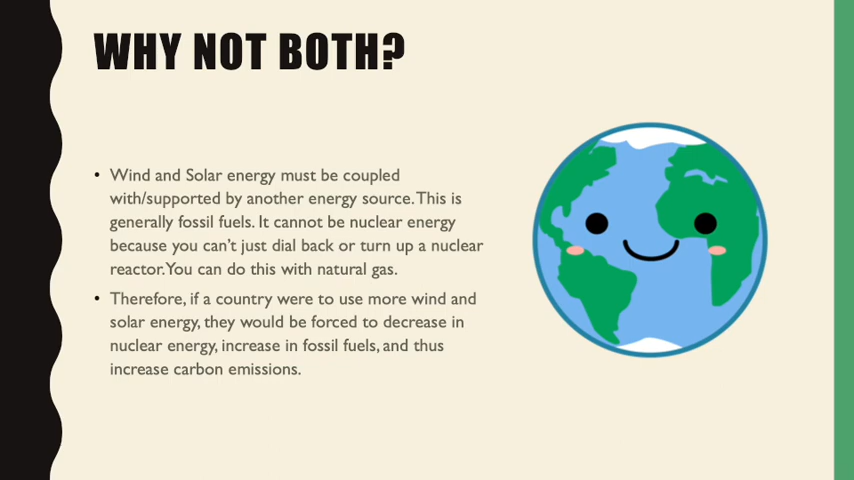 WHY NOT BOTH?
• Wind and Solar energy must be coupled
with/supported by another energy source. This is
generally fossil fuels. It cannot be nuclear energy
because you can't just dial back or turn up a nuclear
reactor. You can do this with natural gas.
• Therefore, if a country were to use more wind and
solar energy, they would be forced to decrease in
nuclear energy, increase in fossil fuels, and thus
increase carbon emissions.